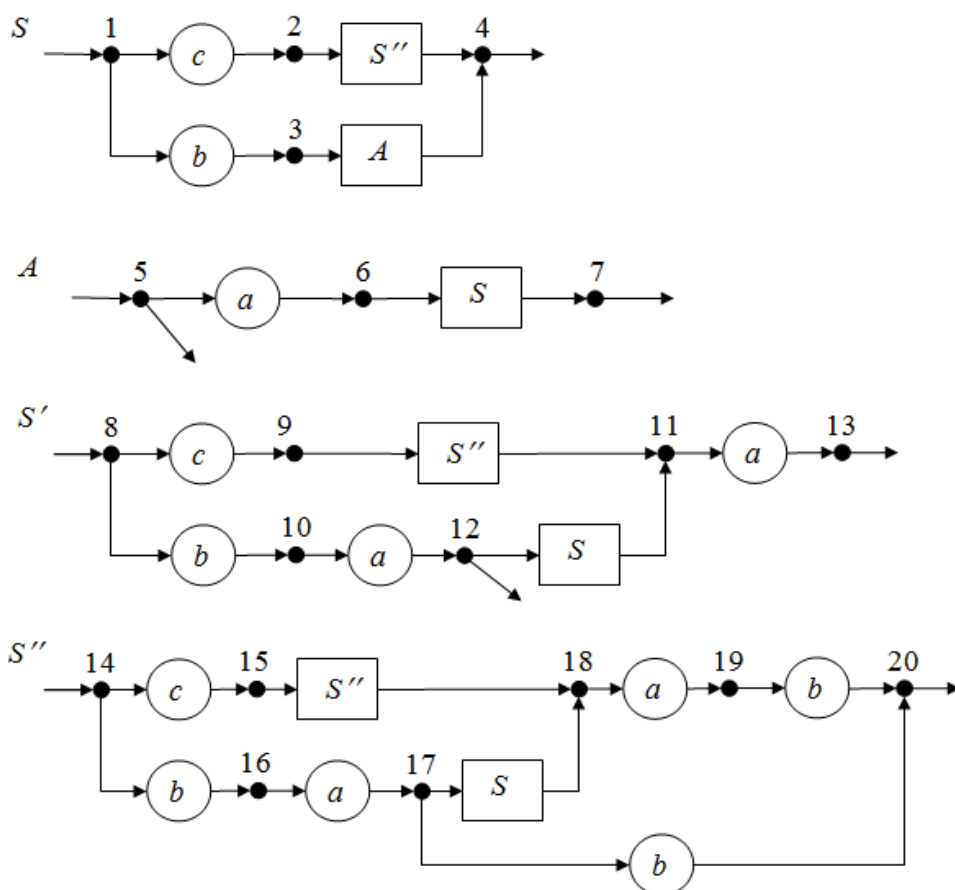 S 1 c 2 S″ 4
b 3 A
A 5 a 6 S 7
S′ 8 c 9 S″ 11 a 13
b 10 a 12 S
S″ 14 c 15 S″ 18 a 19 b 20
b 16 a 17 S
b